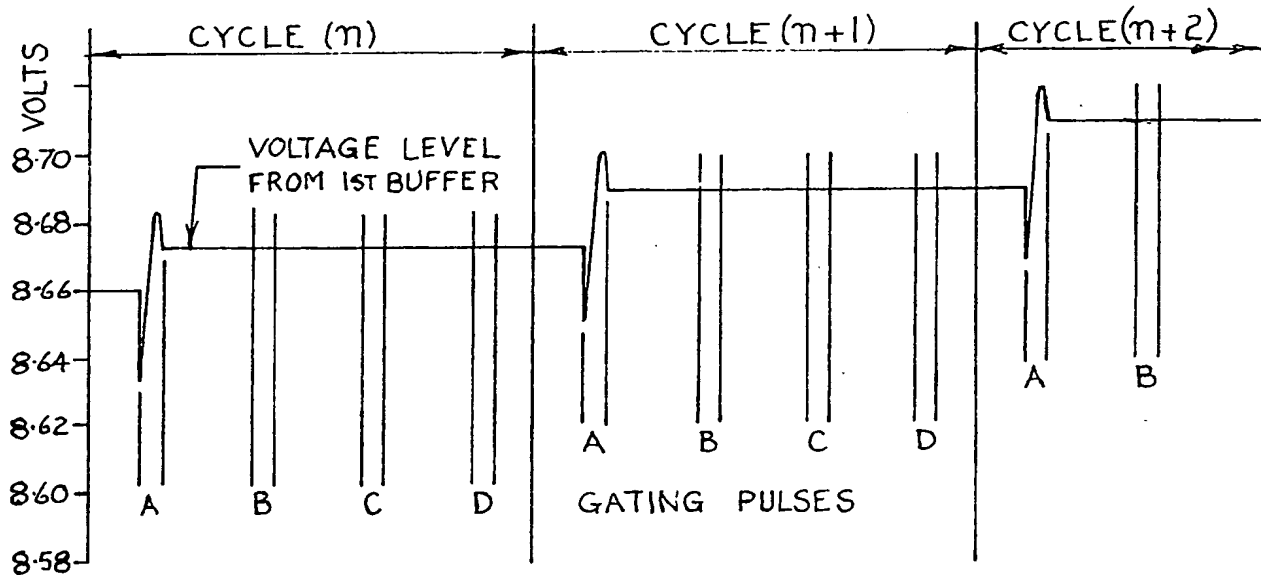 CYCLE (n)
CYCLE (n+1)
CYCLE (n+2)
VOLTS
VOLTAGE LEVEL
FROM 1ST BUFFER
8.70
8.68
8.66
8.64
8.62
8.60
8.58
A B C D
A B C D
A B
GATING PULSES